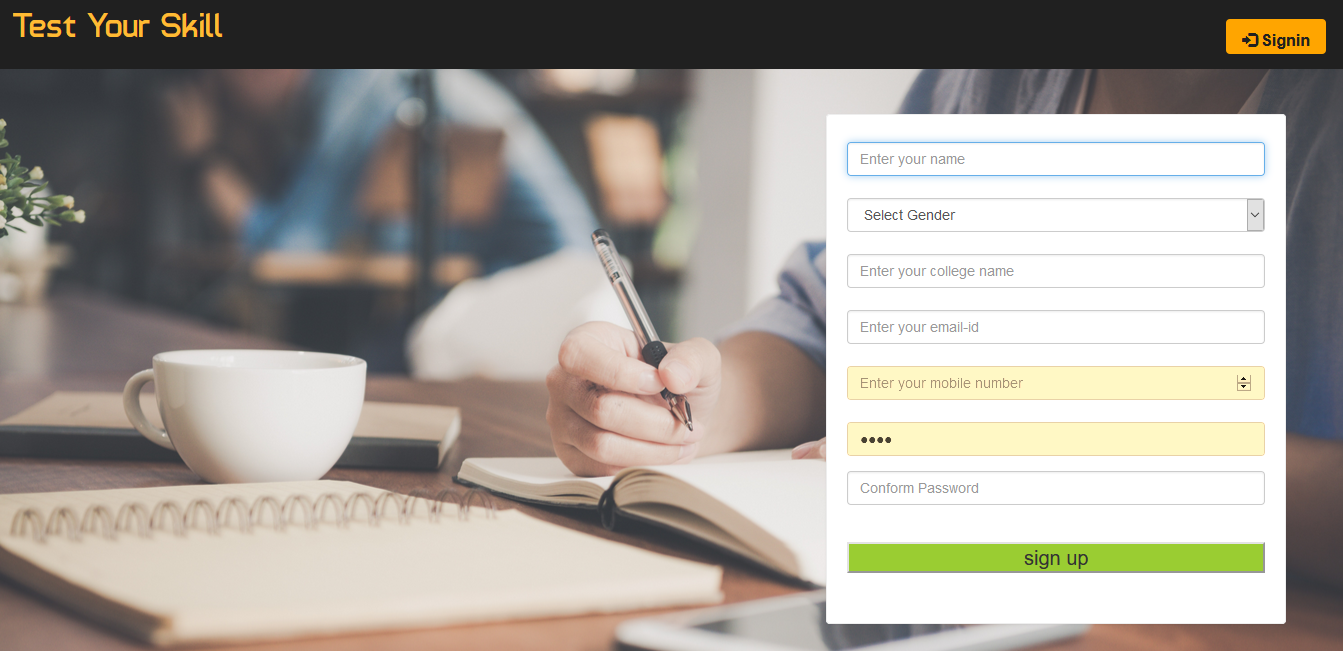 Test Your Skill
Signin
Enter your name
Select Gender
Enter your college name
Enter your email-id
Enter your mobile number
••••
Conform Password
sign up